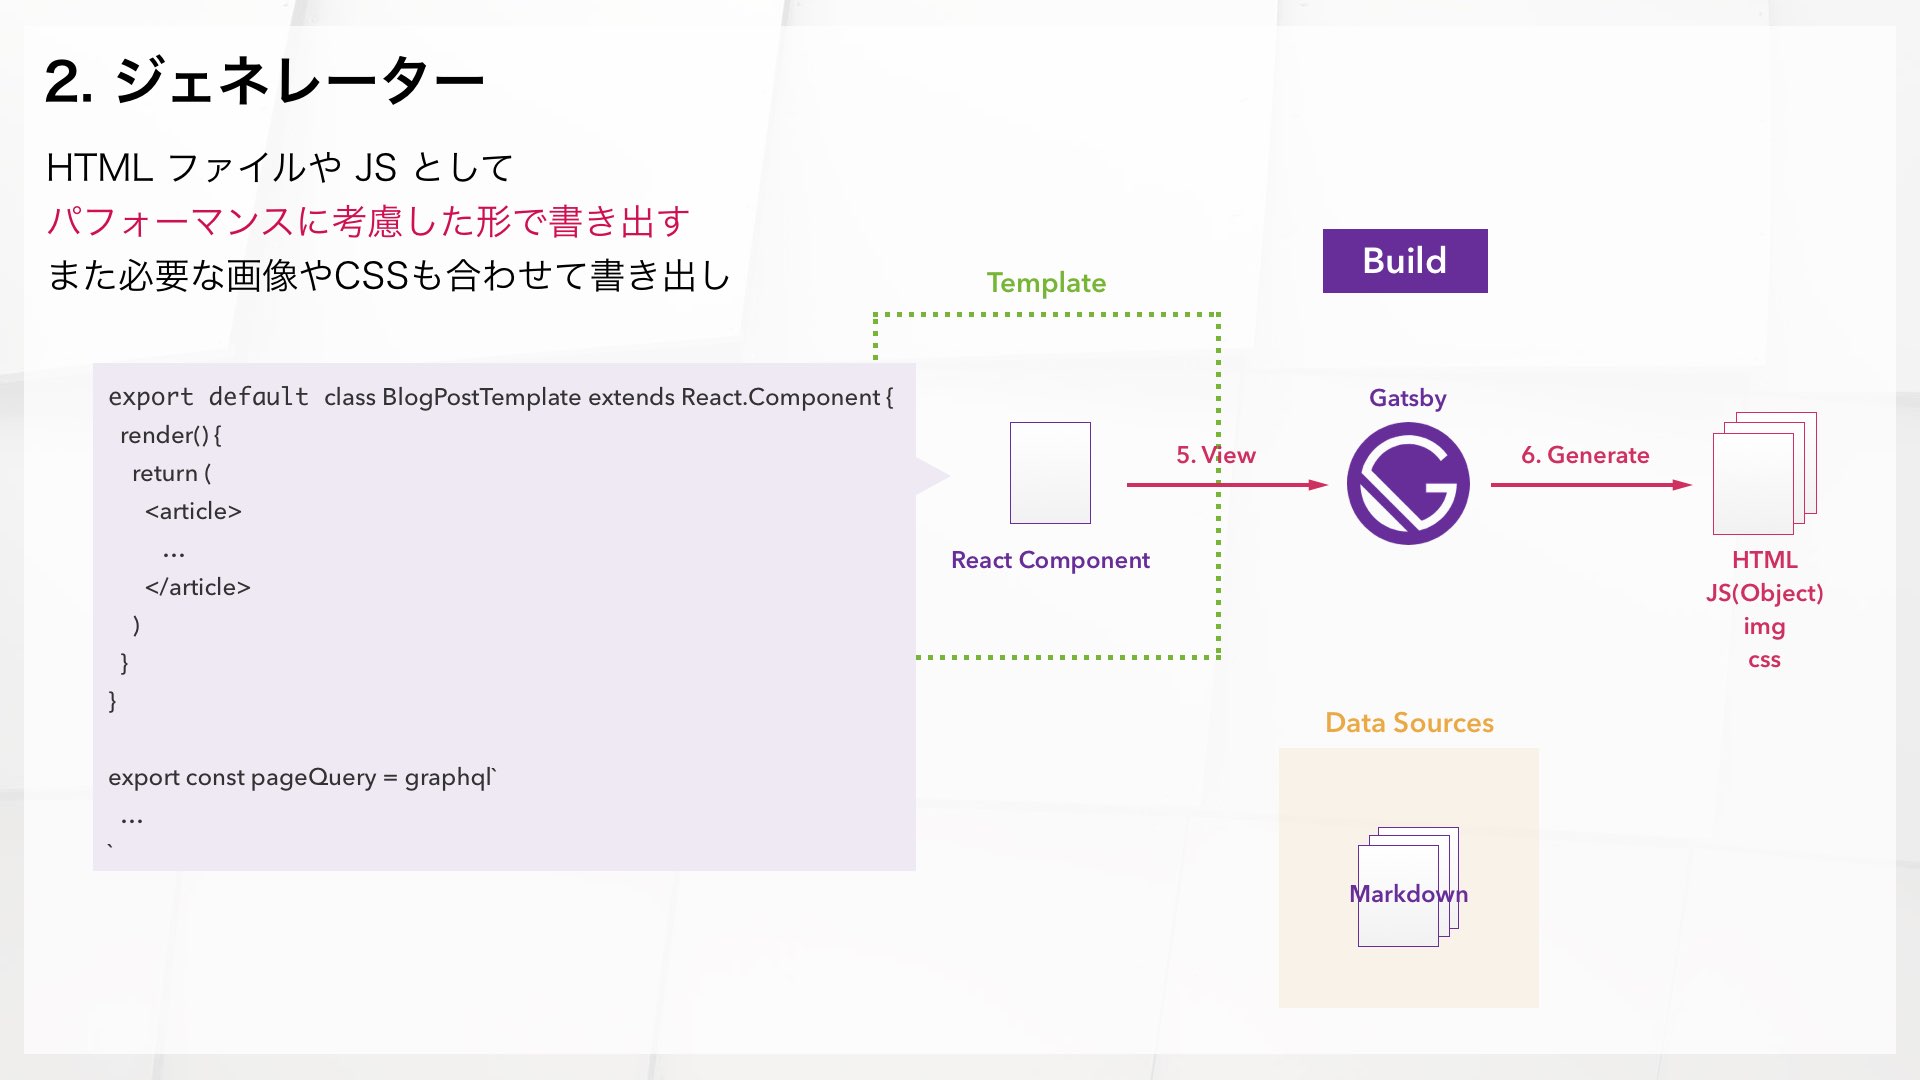 2. ジェネレーター
HTML ファイルや JS として
パフォーマンスに考慮した形で書き出す
また必要な画像やCSSも合わせて書き出し
export default class BlogPostTemplate extends React.Component {
render() {
return (
<article>
...
</article>
)
}
}
export const pageQuery = graphql`
...
`
Template
React Component
5. View
Build
Gatsby
6. Generate
HTML
JS(Object)
img
css
Data Sources
Markdown